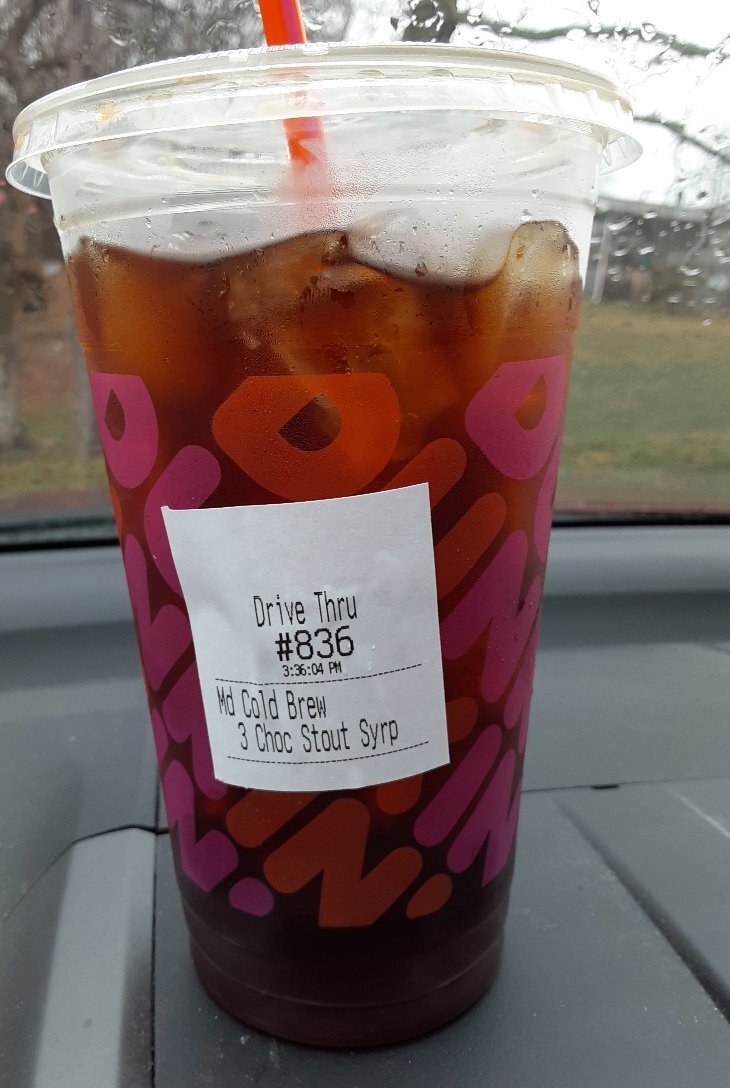 Drive Thru
#836
3:36:04 PM
Md Cold Brew
3 Choc Stout Syrp